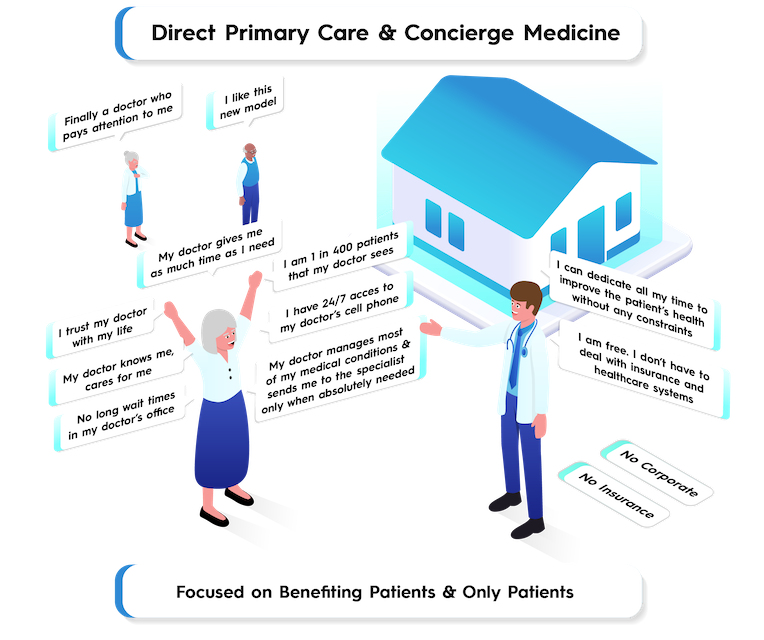 Direct Primary Care & Concierge Medicine
Finally a doctor who
pays attention to me
I like this
new model
My doctor gives me
as much time as I need
I am 1 in 400 patients
that my doctor sees
I trust my doctor
with my life
I have 24/7 acces to
my doctor's cell phone
My doctor knows me,
cares for me
My doctor manages most
of my medical conditions &
sends me to the specialist
only when absolutely needed
No long wait times
in my doctor's office
I can dedicate all my time to
improve the patient's health
without any constraints
I am free. I don't have to
deal with insurance and
healthcare systems
No Corporate
No Insurance
Focused on Benefiting Patients & Only Patients